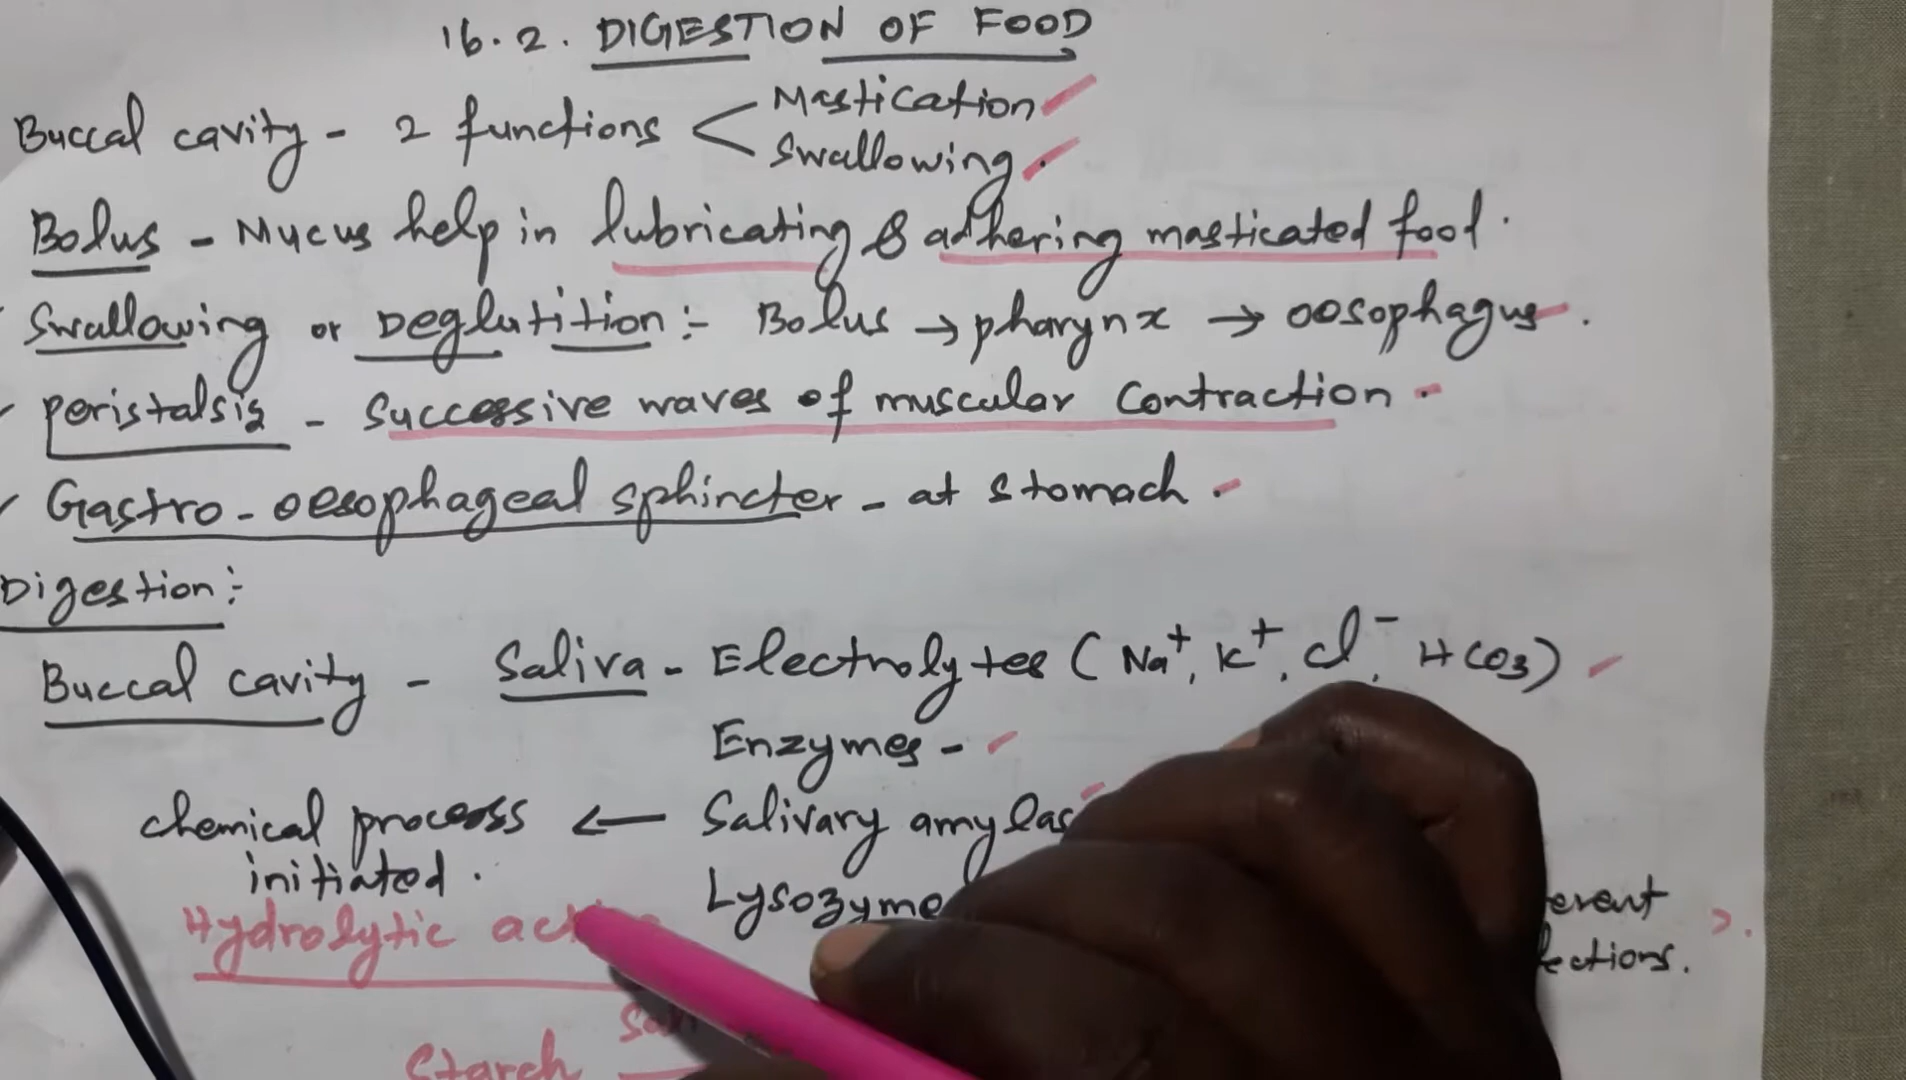 16.2. DIGESTION OF FOOD
Buccal cavity - 2 functions < Mastication
Swallowing.
Bolus - Mucus help in lubricating & adhering masticated food.
Swallowing or Deglutition :- Bolus → pharynx → oosophagus.
Peristalsis - Successive waves of muscular contraction.
Gastro-oesophageal sphincter - at stomach.
Digestion :-
Buccal cavity - Saliva - Electrolytes (Na+, K+, Cl-, HCO3)
Enzymes -
chemical process ← Salivary
initiated.
Lysozyme
Hydrolytic
Starch